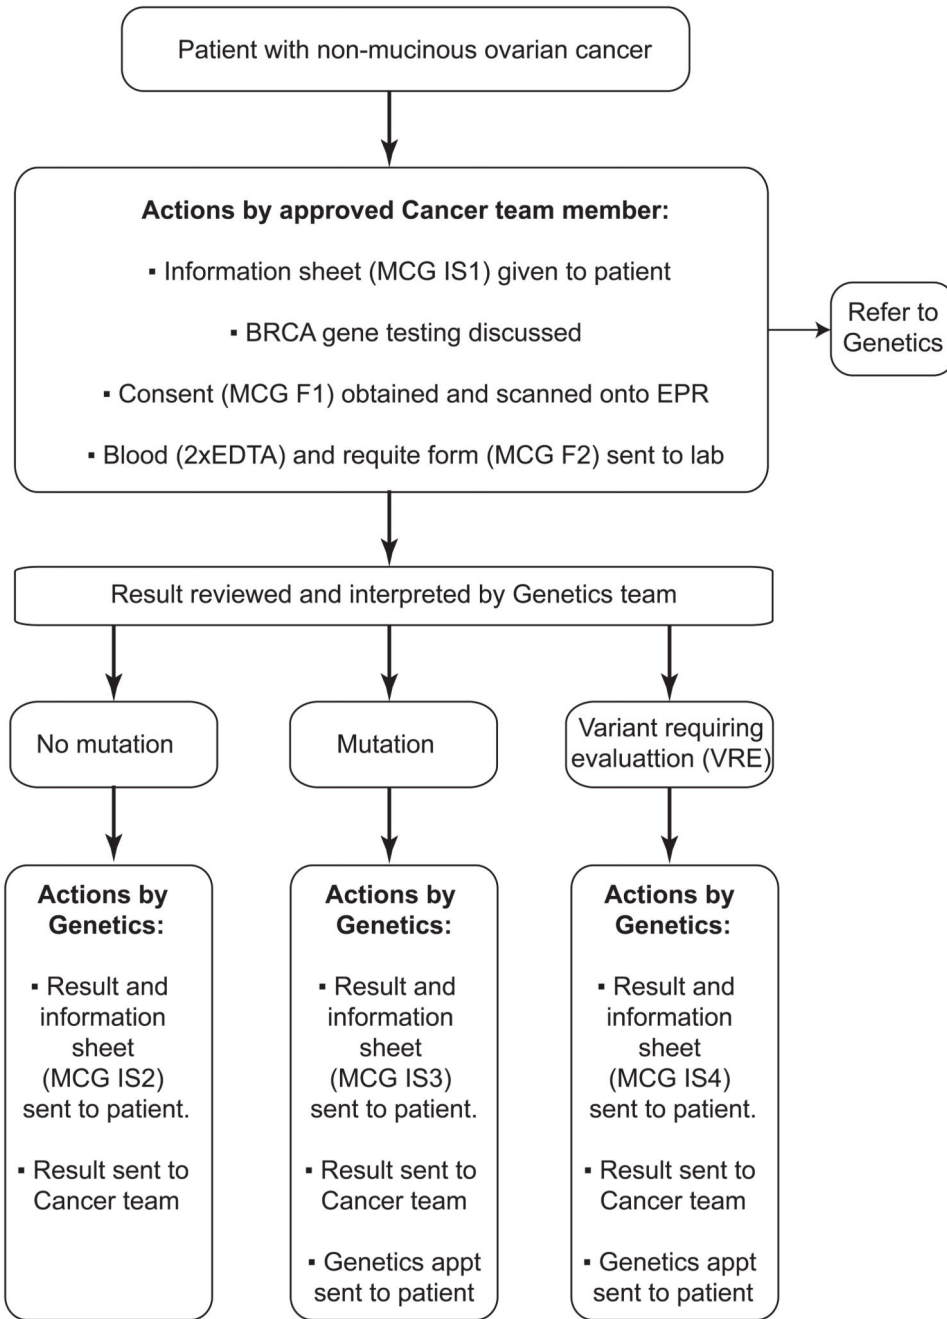 Patient with non-mucinous ovarian cancer
Actions by approved Cancer team member:
▪ Information sheet (MCG IS1) given to patient
▪ BRCA gene testing discussed
▪ Consent (MCG F1) obtained and scanned onto EPR
▪ Blood (2xEDTA) and requite form (MCG F2) sent to lab
Refer to
Genetics
Result reviewed and interpreted by Genetics team
No mutation
Mutation
Variant requiring
evaluattion (VRE)
Actions by
Genetics:
▪ Result and
information
sheet
(MCG IS2)
sent to patient.
▪ Result sent to
Cancer team
Actions by
Genetics:
▪ Result and
information
sheet
(MCG IS3)
sent to patient.
▪ Result sent to
Cancer team
▪ Genetics appt
sent to patient
Actions by
Genetics:
▪ Result and
information
sheet
(MCG IS4)
sent to patient.
▪ Result sent to
Cancer team
▪ Genetics appt
sent to patient